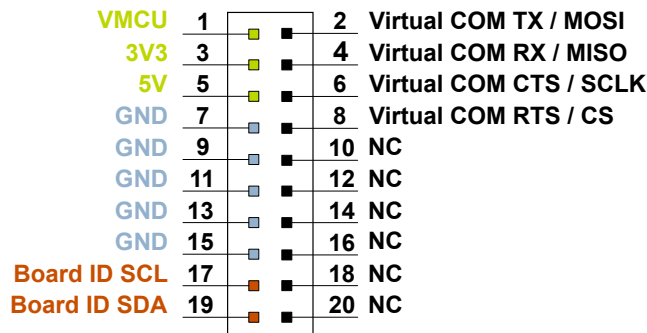 VMCU 1 2 Virtual COM TX / MOSI
3V3 3 4 Virtual COM RX / MISO
5V 5 6 Virtual COM CTS / SCLK
GND 7 8 Virtual COM RTS / CS
GND 9 10 NC
GND 11 12 NC
GND 13 14 NC
GND 15 16 NC
Board ID SCL 17 18 NC
Board ID SDA 19 20 NC